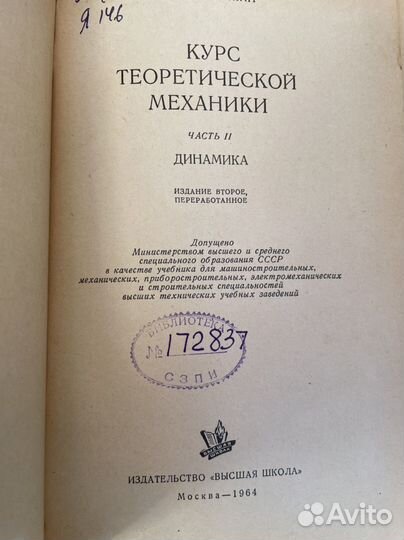 Я 146
КУРС
ТЕОРЕТИЧЕСКОЙ
МЕХАНИКИ
ЧАСТЬ II
ДИНАМИКА
ИЗДАНИЕ ВТОРОЕ,
ПЕРЕРАБОТАННОЕ
Допущено
Министерством высшего и среднего
специального образования СССР
в качестве учебника для машиностроительных,
механических, приборостроительных, электромеханических
и строительных специальностей
высших технических учебных заведений
БИБЛИОТЕКА
№ 172837
СЗПИ
ВЫСШАЯ
ШКОЛА
ИЗДАТЕЛЬСТВО «ВЫСШАЯ ШКОЛА»
Москва—1964
Avito